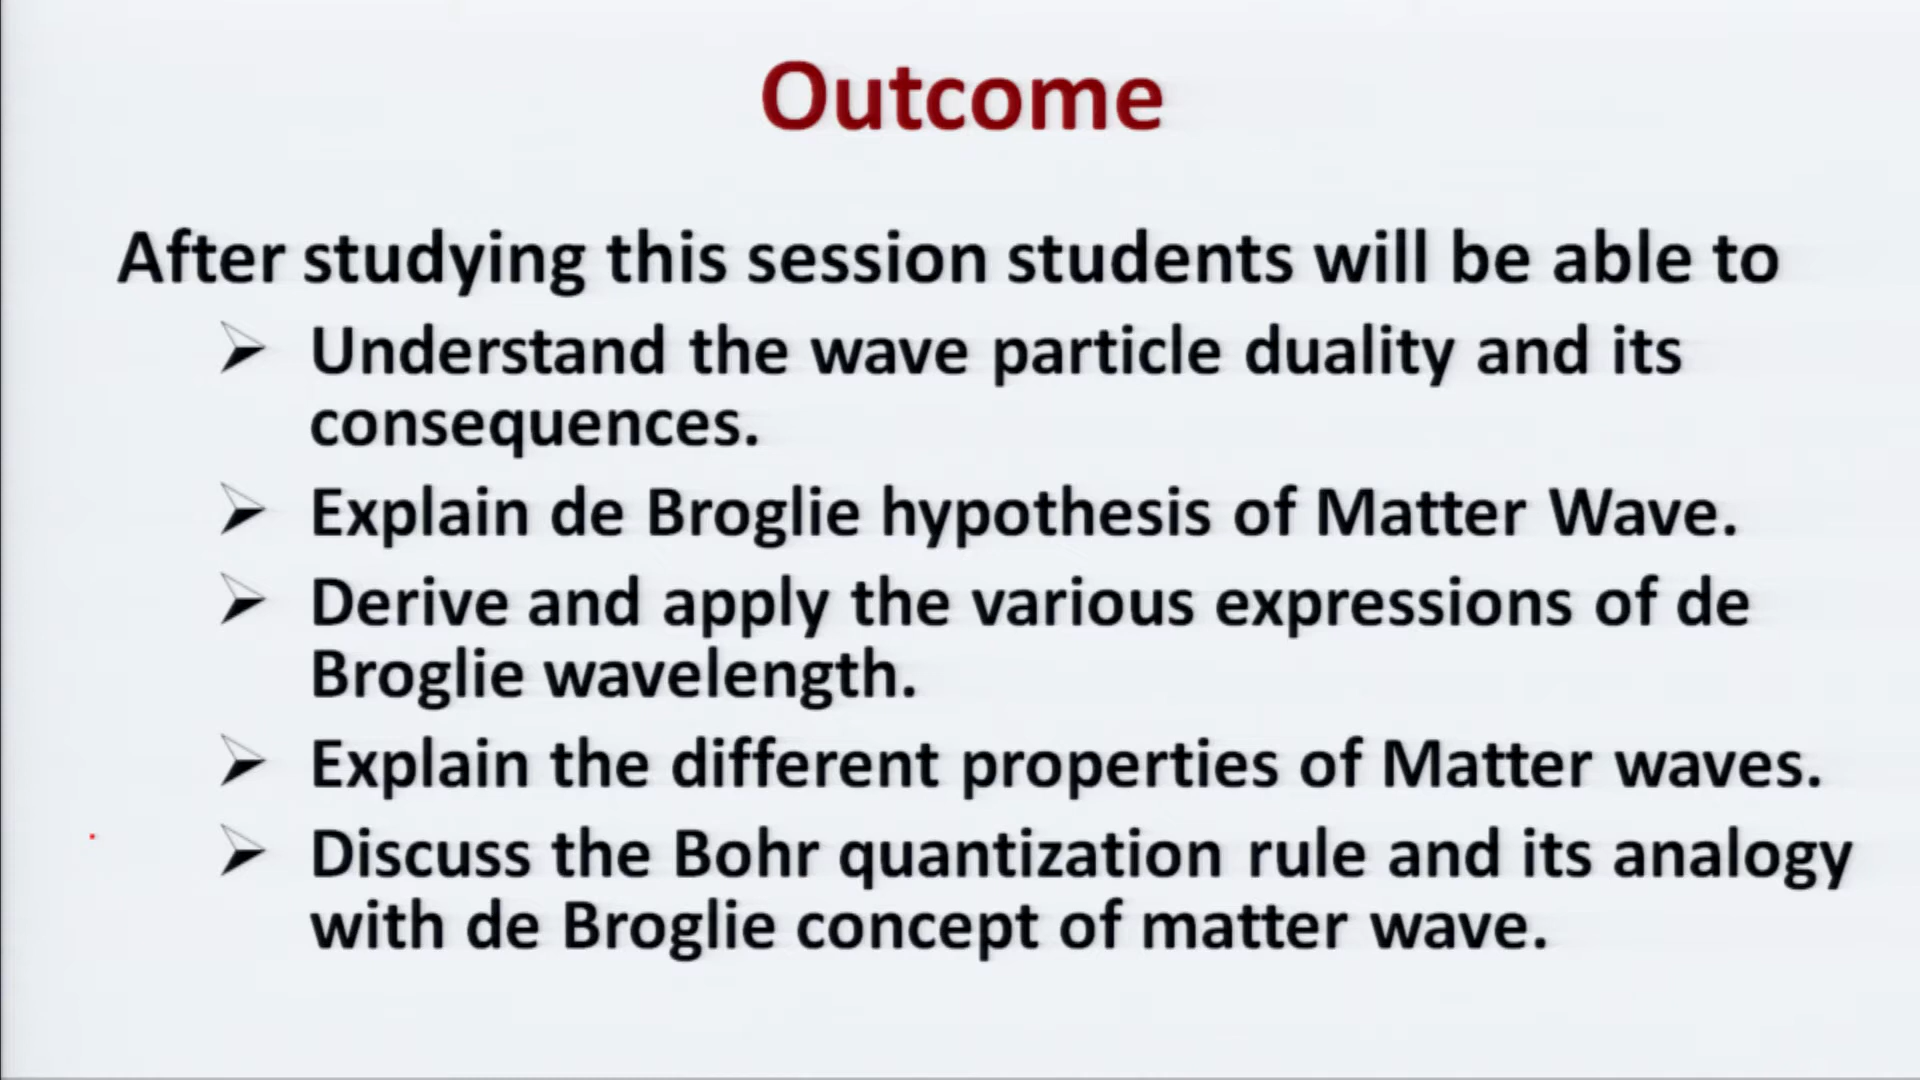 Outcome
After studying this session students will be able to
Understand the wave particle duality and its
consequences.
Explain de Broglie hypothesis of Matter Wave.
Derive and apply the various expressions of de
Broglie wavelength.
Explain the different properties of Matter waves.
Discuss the Bohr quantization rule and its analogy
with de Broglie concept of matter wave.